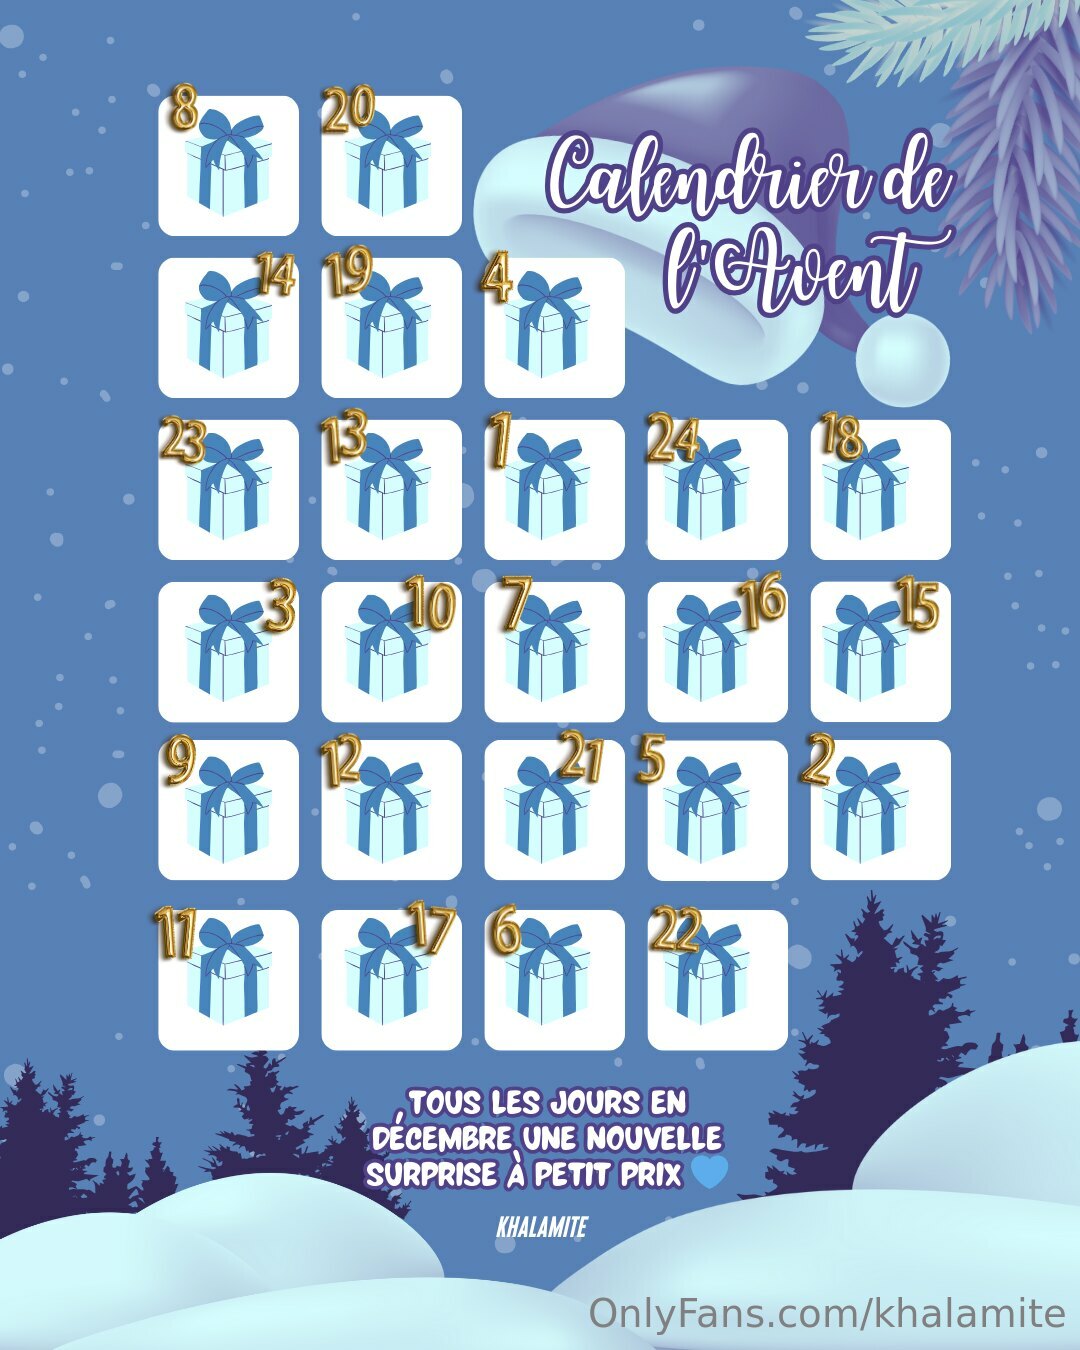 8 20
Calendrier de
l'Avent
14 19 4
23 13 1 24 18
3 10 7 16 15
9 12 21 5 2
11 17 6 22
TOUS LES JOURS EN
DÉCEMBRE UNE NOUVELLE
SURPRISE À PETIT PRIX
KHALAMITE
OnlyFans.com/khalamite